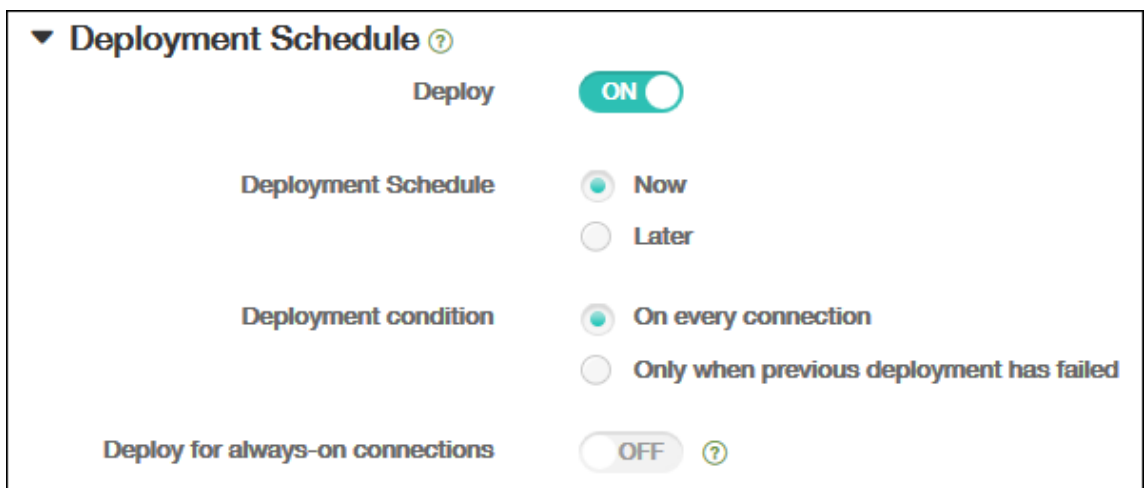 Deployment Schedule ?
Deploy ON
Deployment Schedule Now
Later
Deployment condition On every connection
Only when previous deployment has failed
Deploy for always-on connections OFF ?